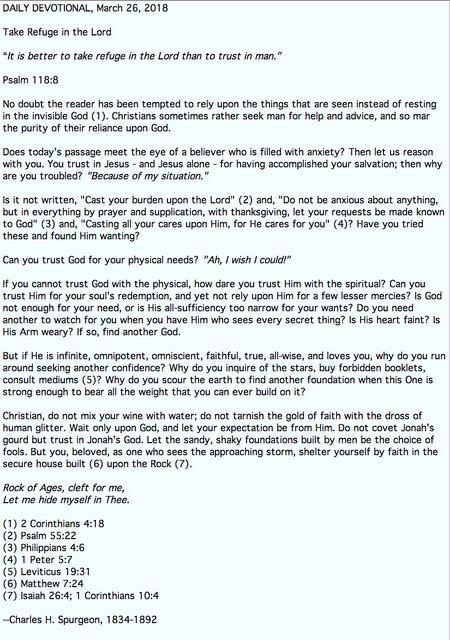 DAILY DEVOTIONAL, March 26, 2018
Take Refuge in the Lord
"It is better to take refuge in the Lord than to trust in man."
Psalm 118:8
No doubt the reader has been tempted to rely upon the things that are seen instead of resting
in the invisible God (1). Christians sometimes rather seek man for help and advice, and so mar
the purity of their reliance upon God.
Does today's passage meet the eye of a believer who is filled with anxiety? Then let us reason
with you. You trust in Jesus - and Jesus alone - for having accomplished your salvation; then why
are you troubled? "Because of my situation."
Is it not written, "Cast your burden upon the Lord" (2) and, "Do not be anxious about anything,
but in everything by prayer and supplication, with thanksgiving, let your requests be made known
to God" (3) and, "Casting all your cares upon Him, for He cares for you" (4)? Have you tried
these and found Him wanting?
Can you trust God for your physical needs? "Ah, I wish I could!"
If you cannot trust God with the physical, how dare you trust Him with the spiritual? Can you
trust Him for your soul's redemption, and yet not rely upon Him for a few lesser mercies? Is God
not enough for your need, or is His all-sufficiency too narrow for your wants? Do you need
another to watch for you when you have Him who sees every secret thing? Is His heart faint? Is
His Arm weary? If so, find another God.
But if He is infinite, omnipotent, omniscient, faithful, true, all-wise, and loves you, why do you run
around seeking another confidence? Why do you inquire of the stars, buy forbidden booklets,
consult mediums (5)? Why do you scour the earth to find another foundation when this One is
strong enough to bear all the weight that you can ever build on it?
Christian, do not mix your wine with water; do not tarnish the gold of faith with the dross of
human glitter. Wait only upon God, and let your expectation be from Him. Do not covet Jonah's
gourd but trust in Jonah's God. Let the sandy, shaky foundations built by men be the choice of
fools. But you, beloved, as one who sees the approaching storm, shelter yourself by faith in the
secure house built (6) upon the Rock (7).
Rock of Ages, cleft for me,
Let me hide myself in Thee.
(1) 2 Corinthians 4:18
(2) Psalm 55:22
(3) Philippians 4:6
(4) 1 Peter 5:7
(5) Leviticus 19:31
(6) Matthew 7:24
(7) Isaiah 26:4; 1 Corinthians 10:4
--Charles H. Spurgeon, 1834-1892